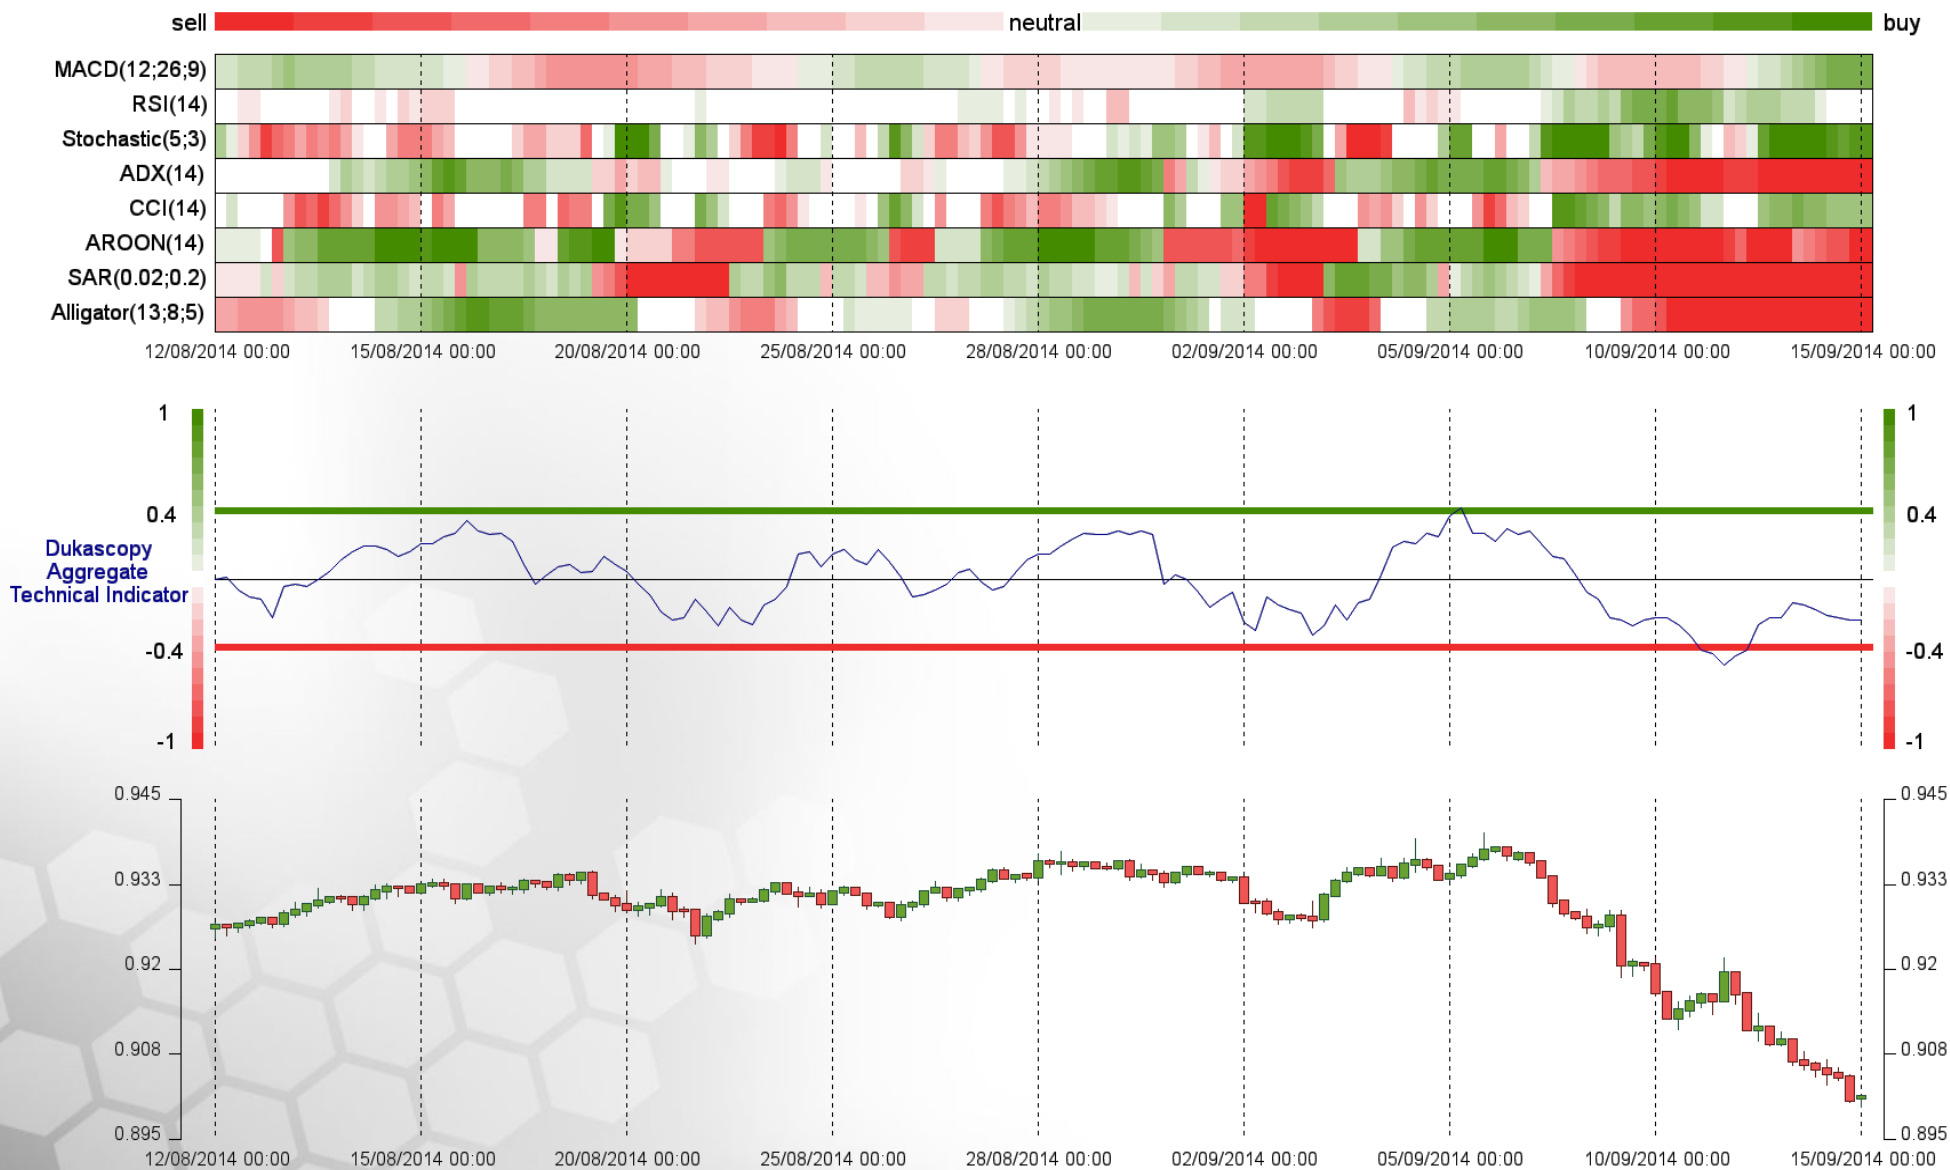 sell neutral buy
MACD(12;26;9)
RSI(14)
Stochastic(5;3)
ADX(14)
CCI(14)
AROON(14)
SAR(0.02;0.2)
Alligator(13;8;5)
12/08/2014 00:00 15/08/2014 00:00 20/08/2014 00:00 25/08/2014 00:00 28/08/2014 00:00 02/09/2014 00:00 05/09/2014 00:00 10/09/2014 00:00 15/09/2014 00:00
1 1
0.4 0.4
Dukascopy
Aggregate
Technical Indicator
-0.4 -0.4
-1 -1
0.945 0.945
0.933 0.933
0.92 0.92
0.908 0.908
0.895 0.895
12/08/2014 00:00 15/08/2014 00:00 20/08/2014 00:00 25/08/2014 00:00 28/08/2014 00:00 02/09/2014 00:00 05/09/2014 00:00 10/09/2014 00:00 15/09/2014 00:00